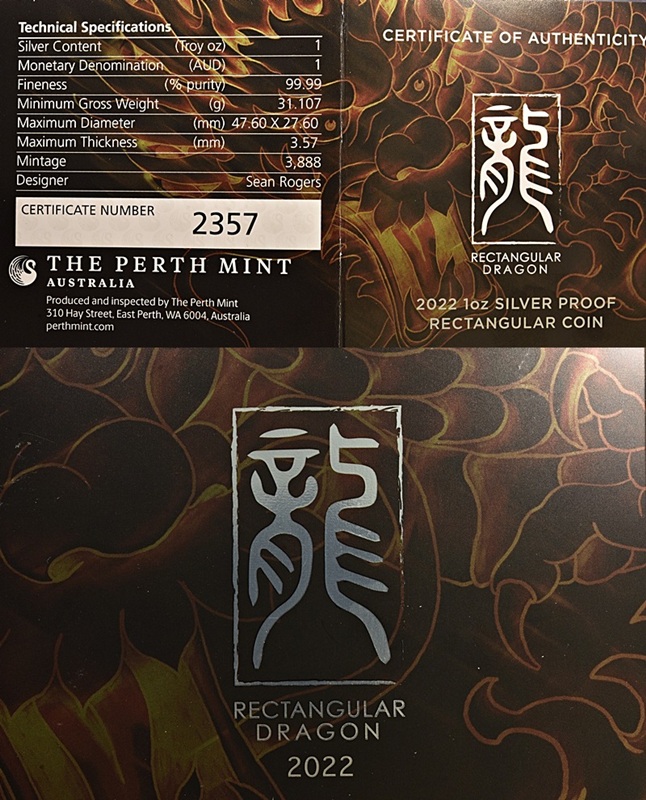 Technical Specifications
Silver Content (Troy oz) 1
Monetary Denomination (AUD) 1
Fineness (% purity) 99.99
Minimum Gross Weight (g) 31.107
Maximum Diameter (mm) 47.60 X 27.60
Maximum Thickness (mm) 3.57
Mintage 3,888
Designer Sean Rogers
CERTIFICATE NUMBER 2357
THE PERTH MINT
AUSTRALIA
Produced and inspected by The Perth Mint
310 Hay Street, East Perth, WA 6004, Australia
perthmint.com
CERTIFICATE OF AUTHENTICITY
龍
RECTANGULAR
DRAGON
2022 1oz SILVER PROOF
RECTANGULAR COIN
龍
RECTANGULAR
DRAGON
2022